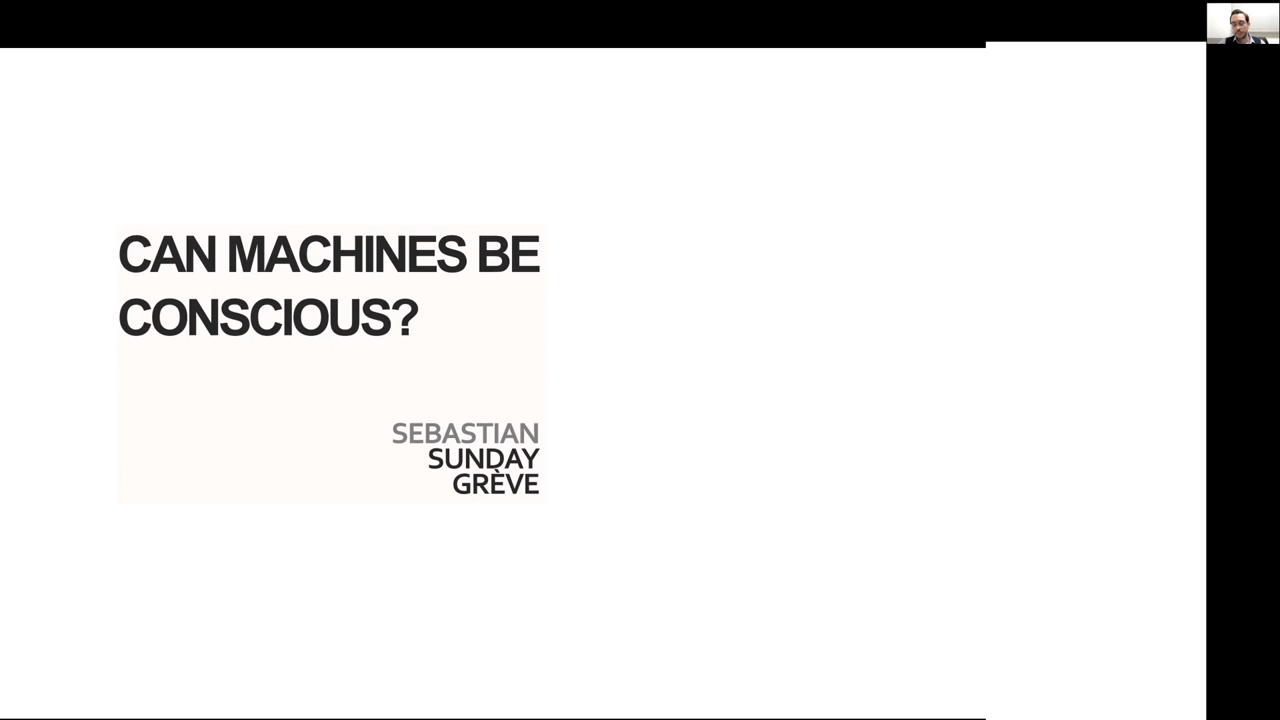 CAN MACHINES BE
CONSCIOUS?
SEBASTIAN
SUNDAY
GRÈVE